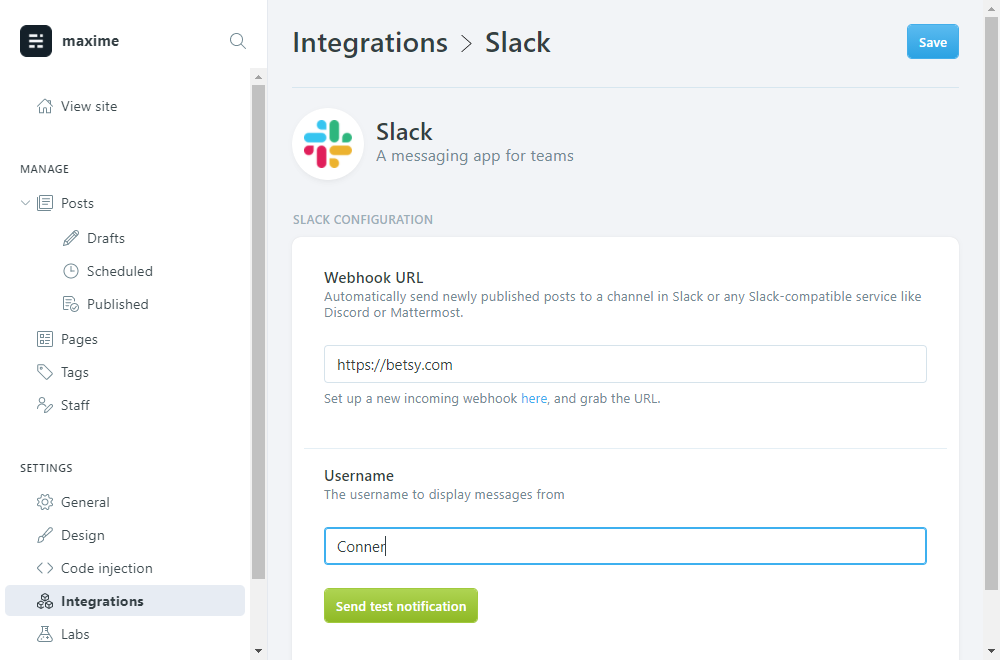 maxime
View site
MANAGE
Posts
Drafts
Scheduled
Published
Pages
Tags
Staff
SETTINGS
General
Design
Code injection
Integrations
Labs
Integrations > Slack
Save
Slack
A messaging app for teams
SLACK CONFIGURATION
Webhook URL
Automatically send newly published posts to a channel in Slack or any Slack-compatible service like
Discord or Mattermost.
https://betsy.com
Set up a new incoming webhook here, and grab the URL.
Username
The username to display messages from
Conner
Send test notification